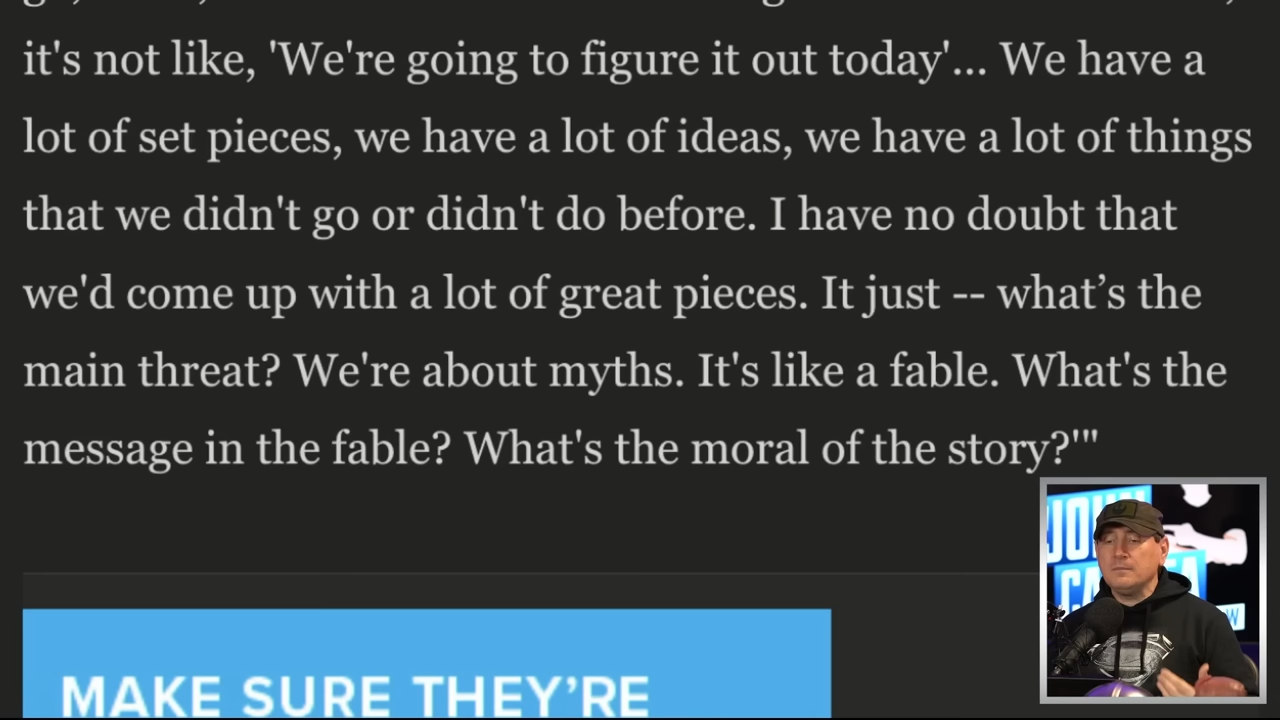 it's not like, 'We're going to figure it out today'... We have a
lot of set pieces, we have a lot of ideas, we have a lot of things
that we didn't go or didn't do before. I have no doubt that
we'd come up with a lot of great pieces. It just -- what’s the
main threat? We're about myths. It's like a fable. What's the
message in the fable? What's the moral of the story?'"
MAKE SURE THEY’RE